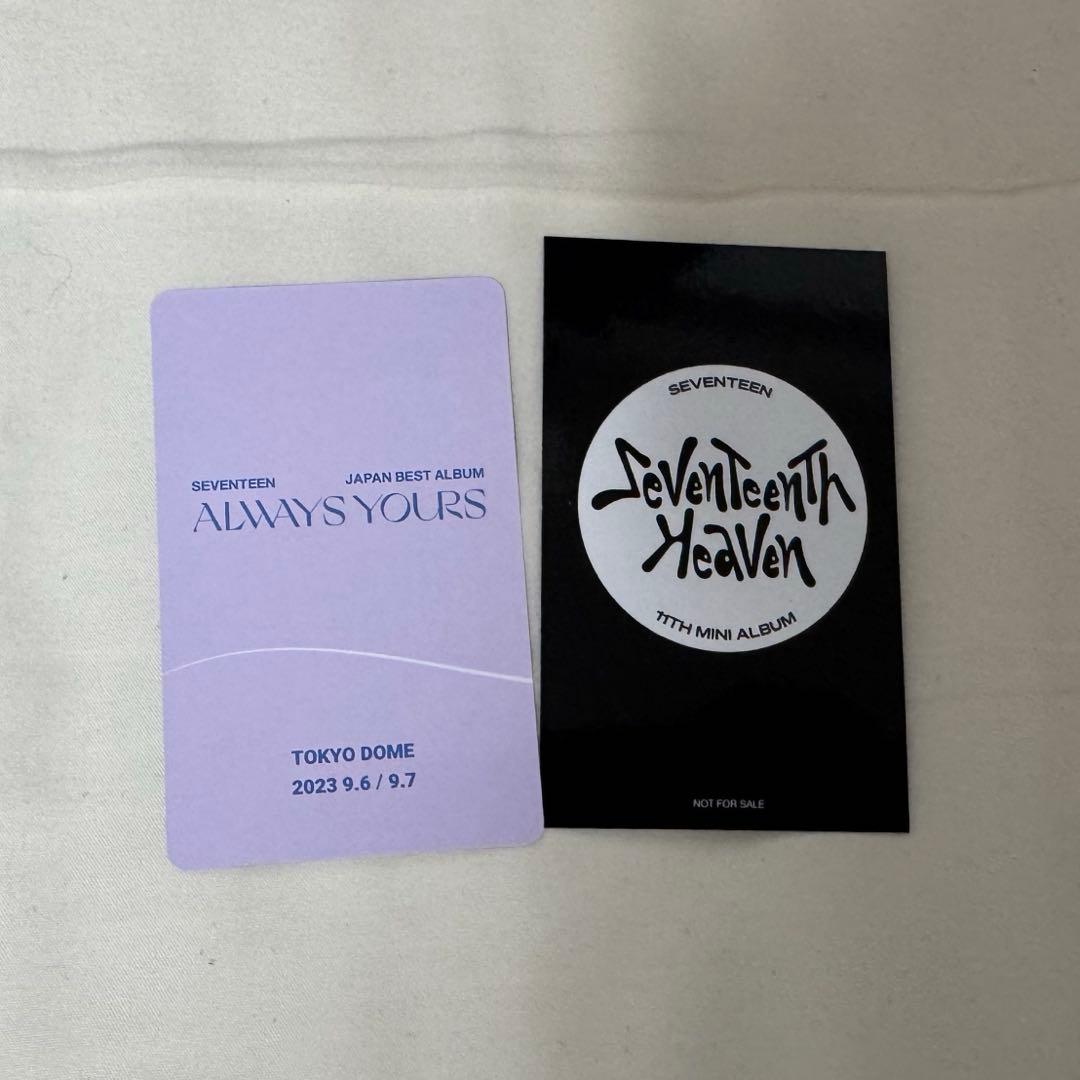 SEVENTEEN JAPAN BEST ALBUM
ALWAYS YOURS
TOKYO DOME
2023 9.6 / 9.7
SEVENTEEN
SevenTeenTh
Heaven
11TH MINI ALBUM
NOT FOR SALE